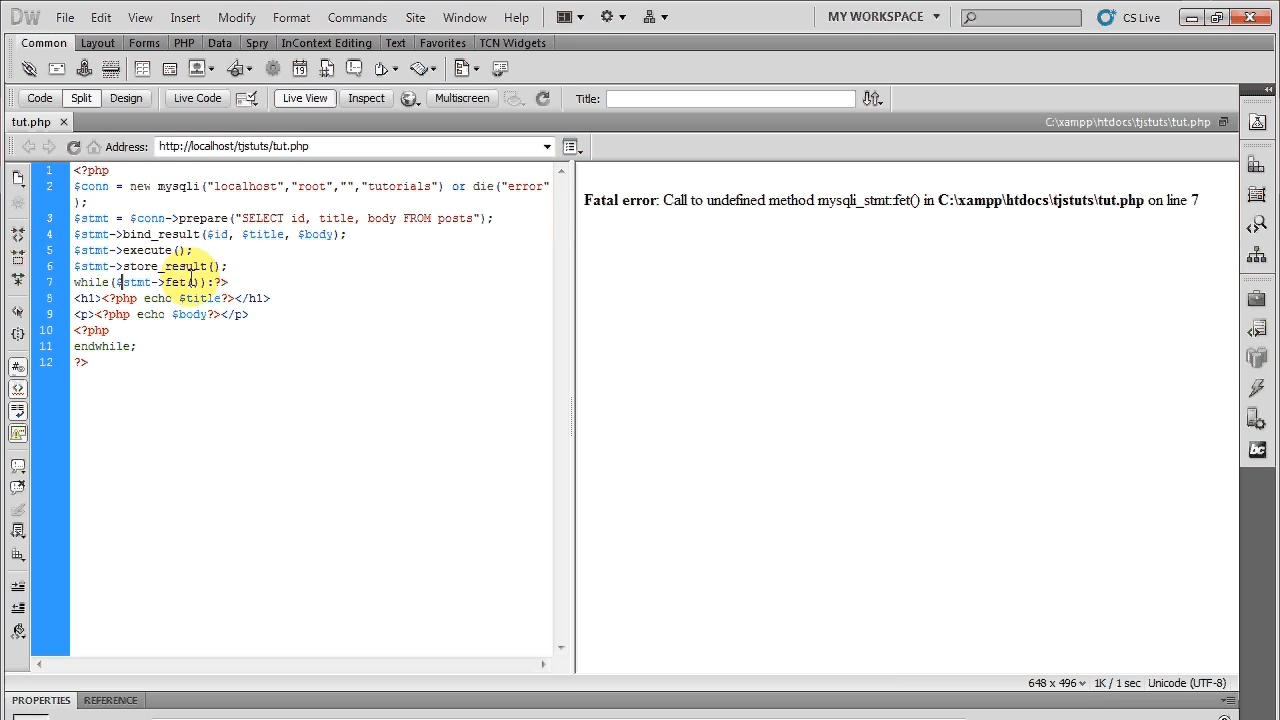 DW File Edit View Insert Modify Format Commands Site Window Help MY WORKSPACE CS Live
Common Layout Forms PHP Data Spry InContext Editing Text Favorites TCN Widgets
19
Code Split Design Live Code Live View Inspect Multiscreen Title:
tut.php C:\xampp\htdocs\tjstuts\tut.php
Address: http://localhost/tjstuts/tut.php
1 <?php
2 $conn = new mysqli("localhost","root","","tutorials") or die("error"
);
3 $stmt = $conn->prepare("SELECT id, title, body FROM posts");
4 $stmt->bind_result($id, $title, $body);
5 $stmt->execute();
6 $stmt->store_result();
7 while($stmt->fet()):?>
8 <h1><?php echo $title?></h1>
9 <p><?php echo $body?></p>
10 <?php
11 endwhile;
12 ?>
Fatal error: Call to undefined method mysqli_stmt:fet() in C:\xampp\htdocs\tjstuts\tut.php on line 7
bc
648 x 496 1K / 1 sec Unicode (UTF-8)
PROPERTIES REFERENCE